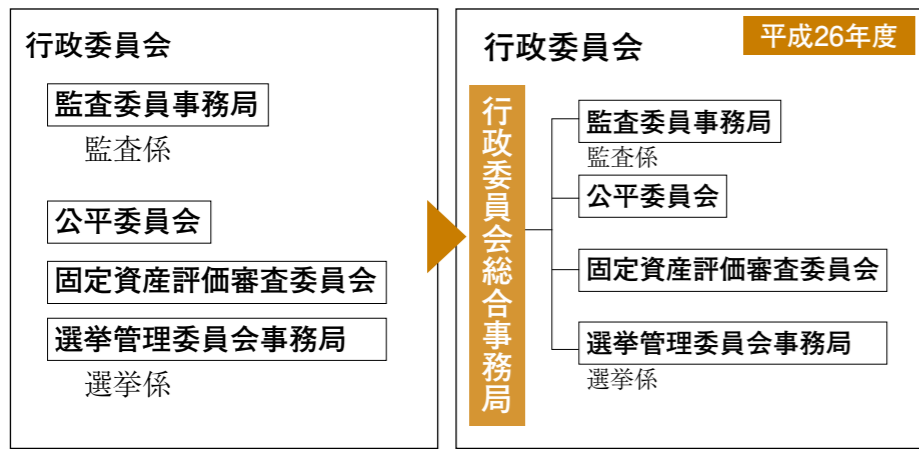 行政委員会
監査委員事務局
監査係
公平委員会
固定資産評価審査委員会
選挙管理委員会事務局
選挙係
行政委員会
平成26年度
行政委員会総合事務局
監査委員事務局
監査係
公平委員会
固定資産評価審査委員会
選挙管理委員会事務局
選挙係